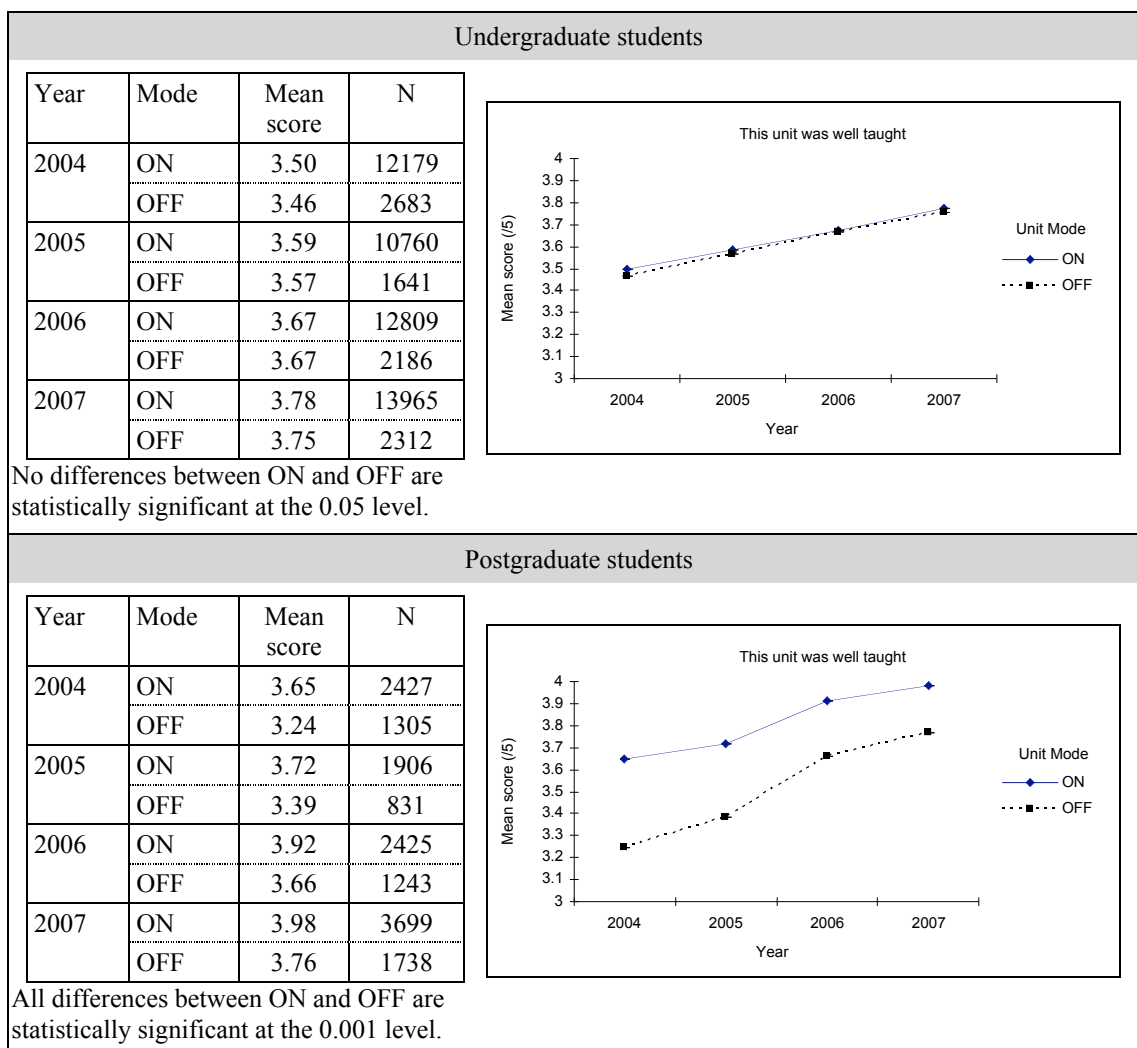 Undergraduate students
Year Mode Mean score N
2004 ON 3.50 12179
OFF 3.46 2683
2005 ON 3.59 10760
OFF 3.57 1641
2006 ON 3.67 12809
OFF 3.67 2186
2007 ON 3.78 13965
OFF 3.75 2312
No differences between ON and OFF are
statistically significant at the 0.05 level.
This unit was well taught
Mean score (/5)
4
3.9
3.8
3.7
3.6
3.5
3.4
3.3
3.2
3.1
3
2004 2005 2006 2007
Year
Unit Mode
ON
OFF
Postgraduate students
Year Mode Mean score N
2004 ON 3.65 2427
OFF 3.24 1305
2005 ON 3.72 1906
OFF 3.39 831
2006 ON 3.92 2425
OFF 3.66 1243
2007 ON 3.98 3699
OFF 3.76 1738
All differences between ON and OFF are
statistically significant at the 0.001 level.
This unit was well taught
Mean score (/5)
4
3.9
3.8
3.7
3.6
3.5
3.4
3.3
3.2
3.1
3
2004 2005 2006 2007
Year
Unit Mode
ON
OFF